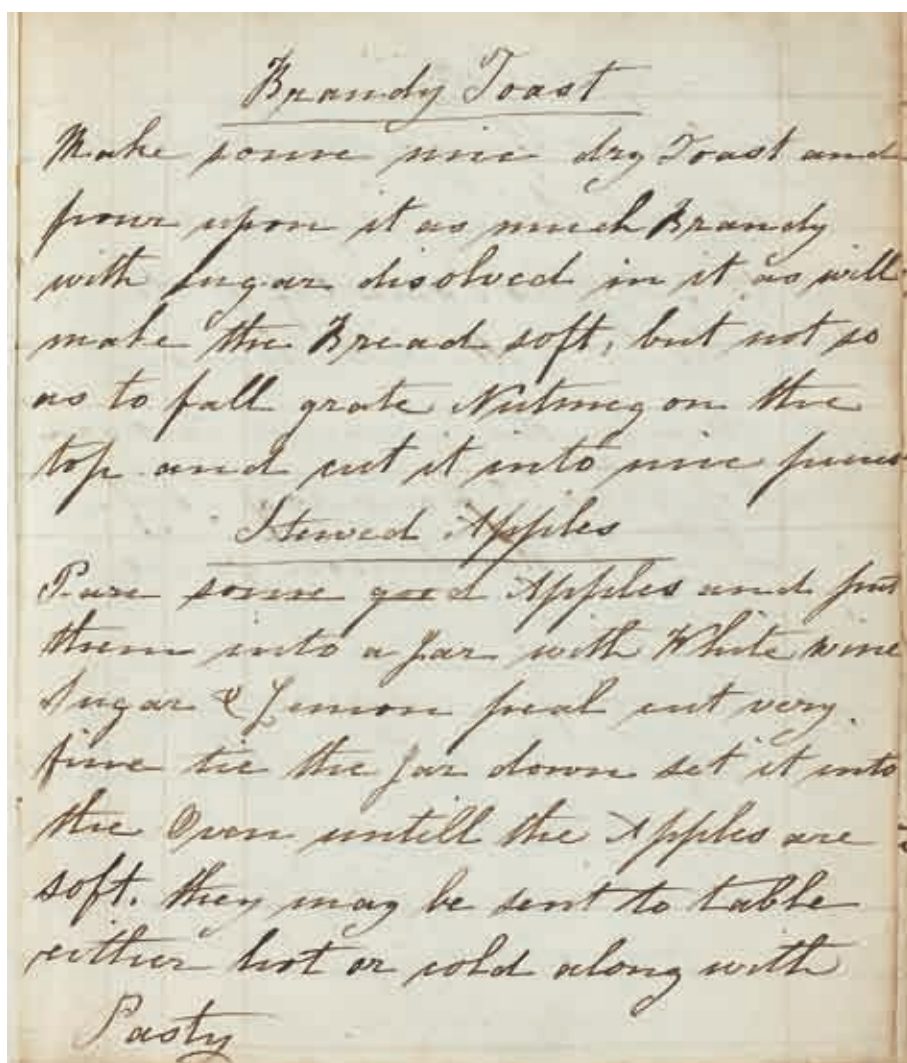 Brandy Toast
Make some nice dry Toast and
pour upon it as much Brandy
with sugar disolved in it as will
make the Bread soft, but not so
as to fall grate Nutmeg on the
top and cut it into nice pieces
Stewed Apples
Pare some good Apples and put
them into a Jar with White wine
Sugar & Lemon peal cut very
fine tie the Jar down set it into
the Oven untill the Apples are
soft. they may be sent to table
either hot or cold along with
Pasty